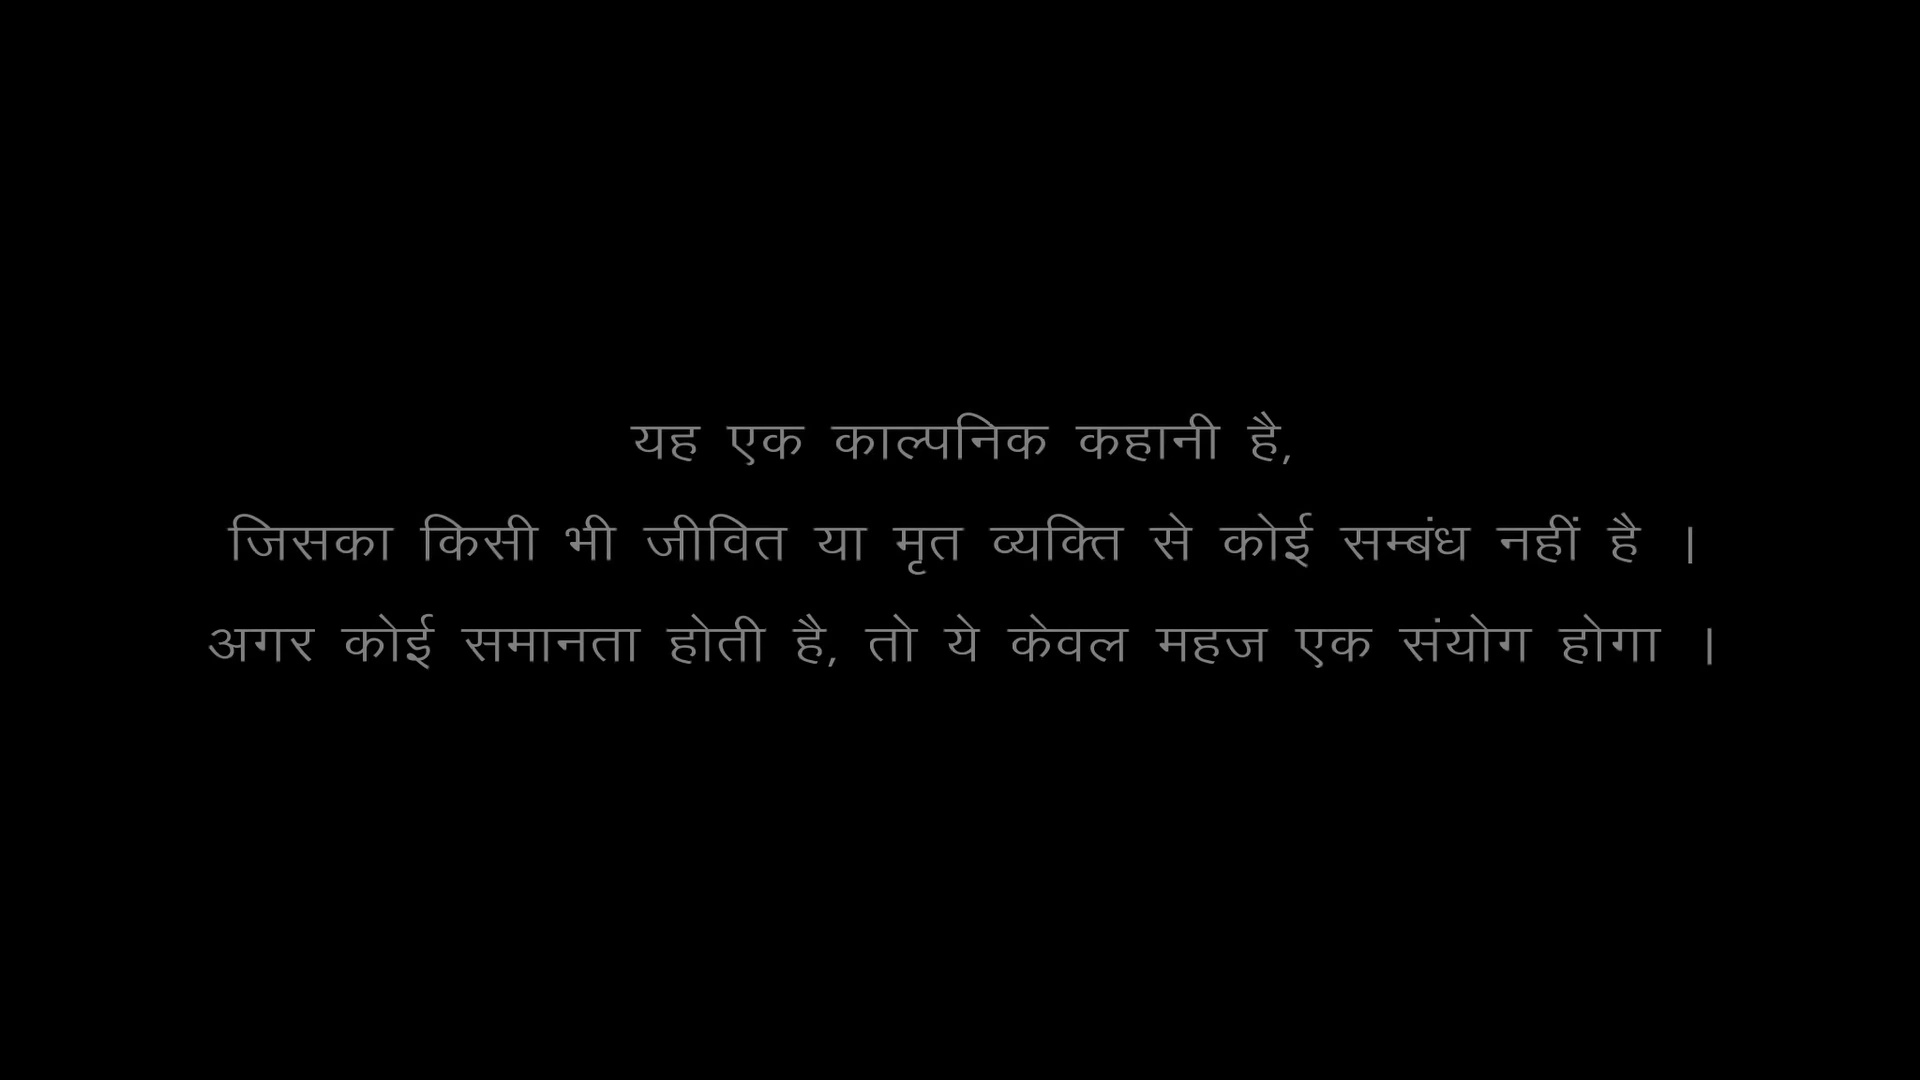 यह एक काल्पनिक कहानी है,
जिसका किसी भी जीवित या मृत व्यक्ति से कोई सम्बंध नहीं है ।
अगर कोई समानता होती है, तो ये केवल महज एक संयोग होगा ।